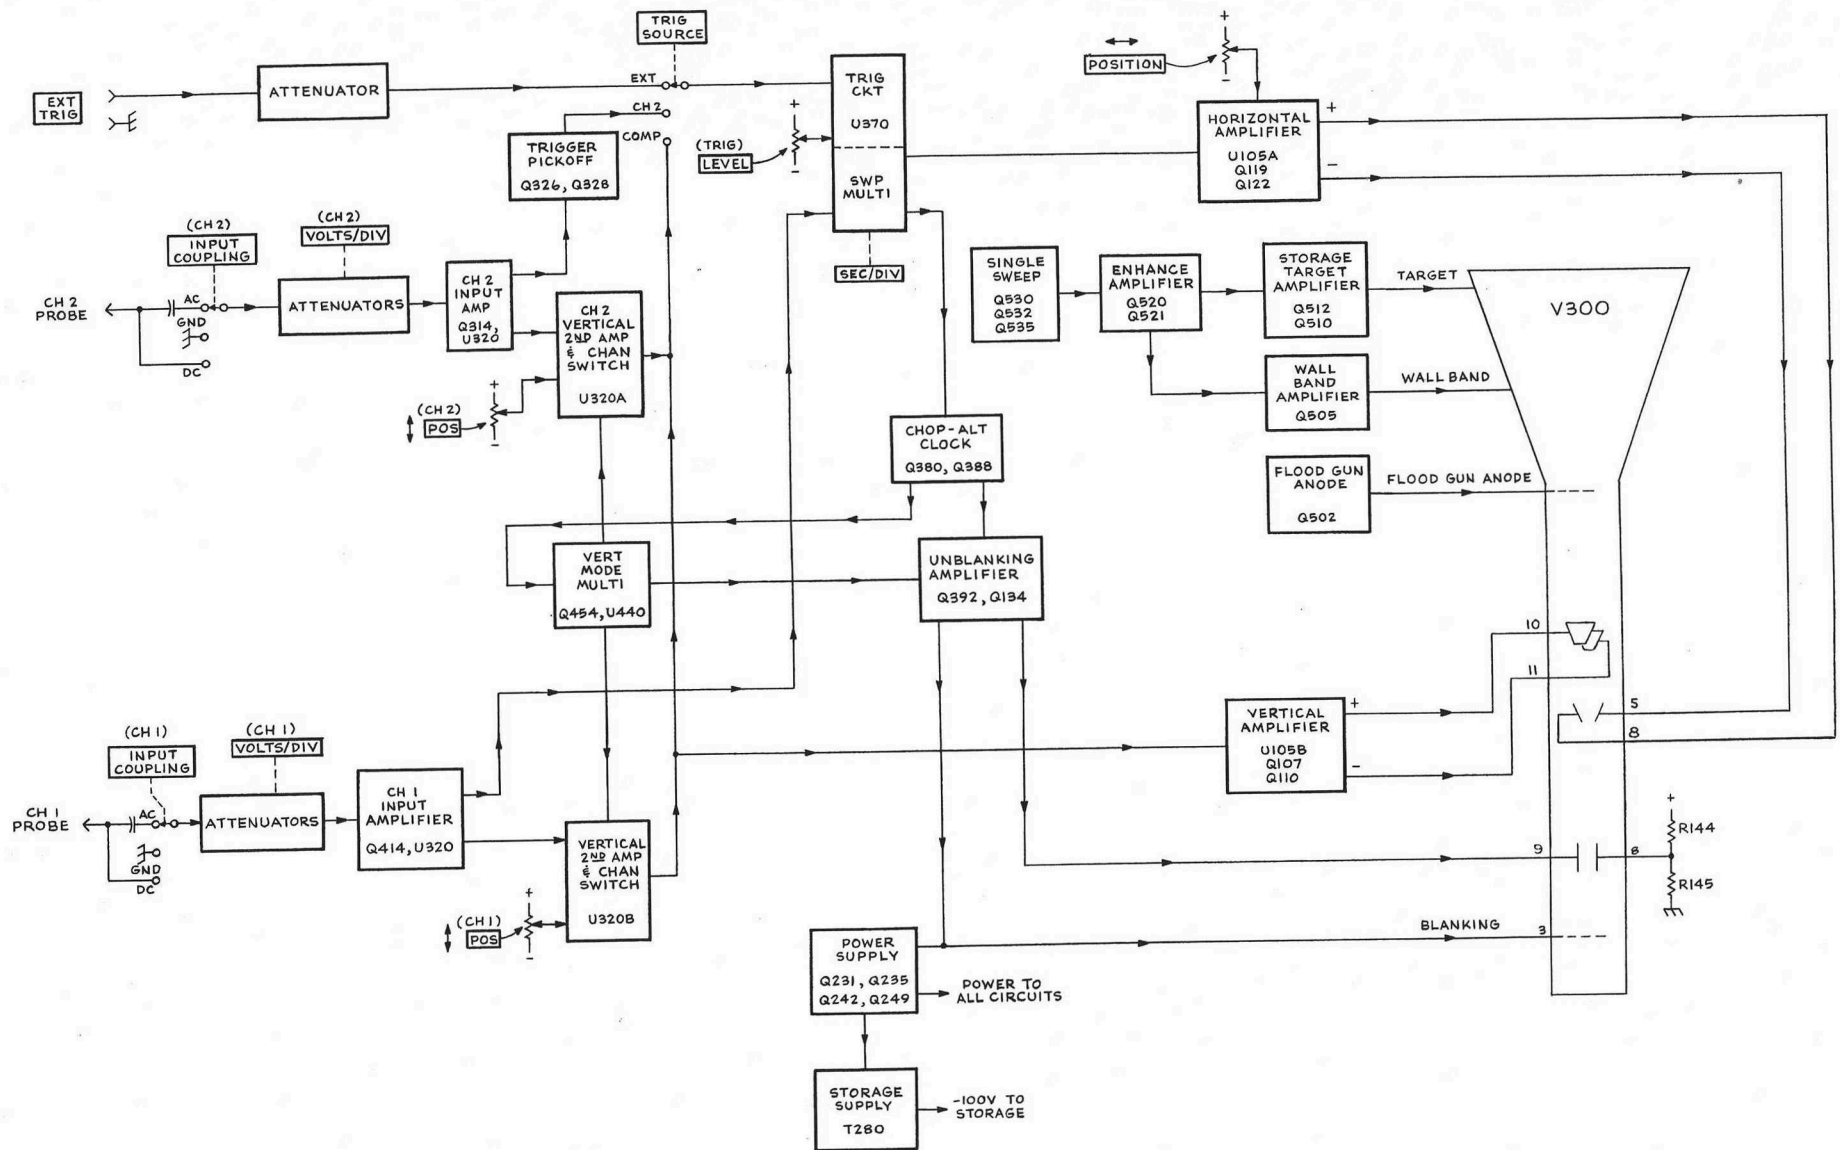 TRIG
SOURCE
EXT
TRIG
ATTENUATOR
EXT
CH 2
COMP
TRIGGER
PICKOFF
Q326, Q328
(TRIG)
LEVEL
+
−
TRIG
CKT
U370
SWP
MULTI
SEC/DIV
POSITION
+
−
HORIZONTAL
AMPLIFIER
U105A
Q119
Q122
+
−
CH 2
PROBE
(CH 2)
INPUT
COUPLING
AC
GND
DC
(CH 2)
VOLTS/DIV
ATTENUATORS
CH 2
INPUT
AMP
Q314,
U320
CH 2
VERTICAL
2ND AMP
& CHAN
SWITCH
U320A
(CH 2)
POS
+
−
SINGLE
SWEEP
Q530
Q532
Q535
ENHANCE
AMPLIFIER
Q520
Q521
STORAGE
TARGET
AMPLIFIER
Q512
Q510
TARGET
V300
WALL
BAND
AMPLIFIER
Q505
WALL BAND
FLOOD GUN
ANODE
Q502
FLOOD GUN ANODE
CHOP-ALT
CLOCK
Q380, Q388
VERT
MODE
MULTI
Q454, U440
UNBLANKING
AMPLIFIER
Q392, Q134
10
11
5
8
VERTICAL
AMPLIFIER
U105B
Q107
Q110
+
−
CH 1
PROBE
(CH 1)
INPUT
COUPLING
AC
GND
DC
(CH 1)
VOLTS/DIV
ATTENUATORS
CH 1
INPUT
AMPLIFIER
Q414, U320
VERTICAL
2ND AMP
& CHAN
SWITCH
U320B
(CH 1)
POS
+
−
9
6
+
R144
R145
BLANKING
3
POWER
SUPPLY
Q231, Q235
Q242, Q249
POWER TO
ALL CIRCUITS
STORAGE
SUPPLY
T280
-100V TO
STORAGE